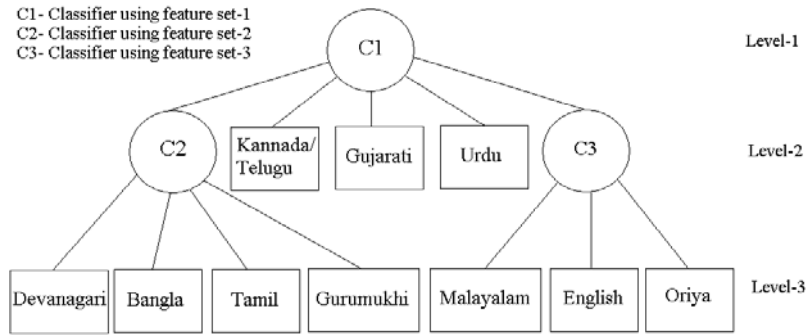 C1- Classifier using feature set-1
C2- Classifier using feature set-2
C3- Classifier using feature set-3
C1
Level-1
C2
Kannada/
Telugu
Gujarati
Urdu
C3
Level-2
Devanagari
Bangla
Tamil
Gurumukhi
Malayalam
English
Oriya
Level-3